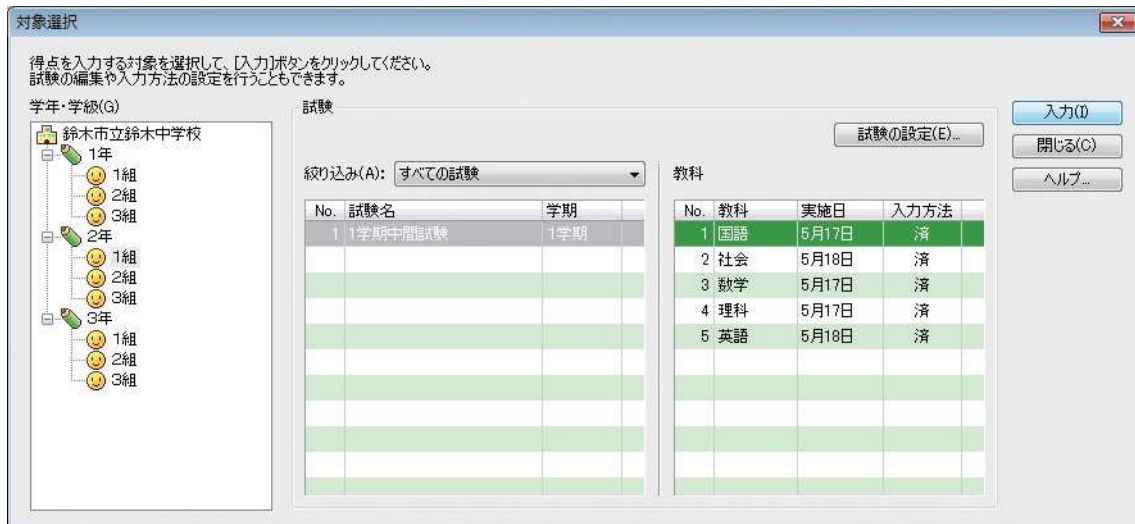 対象選択
得点を入力する対象を選択して、[入力]ボタンをクリックしてください。
試験の編集や入力方法の設定を行うこともできます。
学年・学級(G)
鈴木市立鈴木中学校
1年
1組
2組
3組
2年
1組
2組
3組
3年
1組
2組
3組
試験
試験の設定(E)...
絞り込み(A): すべての試験
No. 試験名 学期
1 1学期中間試験 1学期
教科
No. 教科 実施日 入力方法
1 国語 5月17日 済
2 社会 5月18日 済
3 数学 5月17日 済
4 理科 5月17日 済
5 英語 5月18日 済
入力(I)
閉じる(C)
ヘルプ...